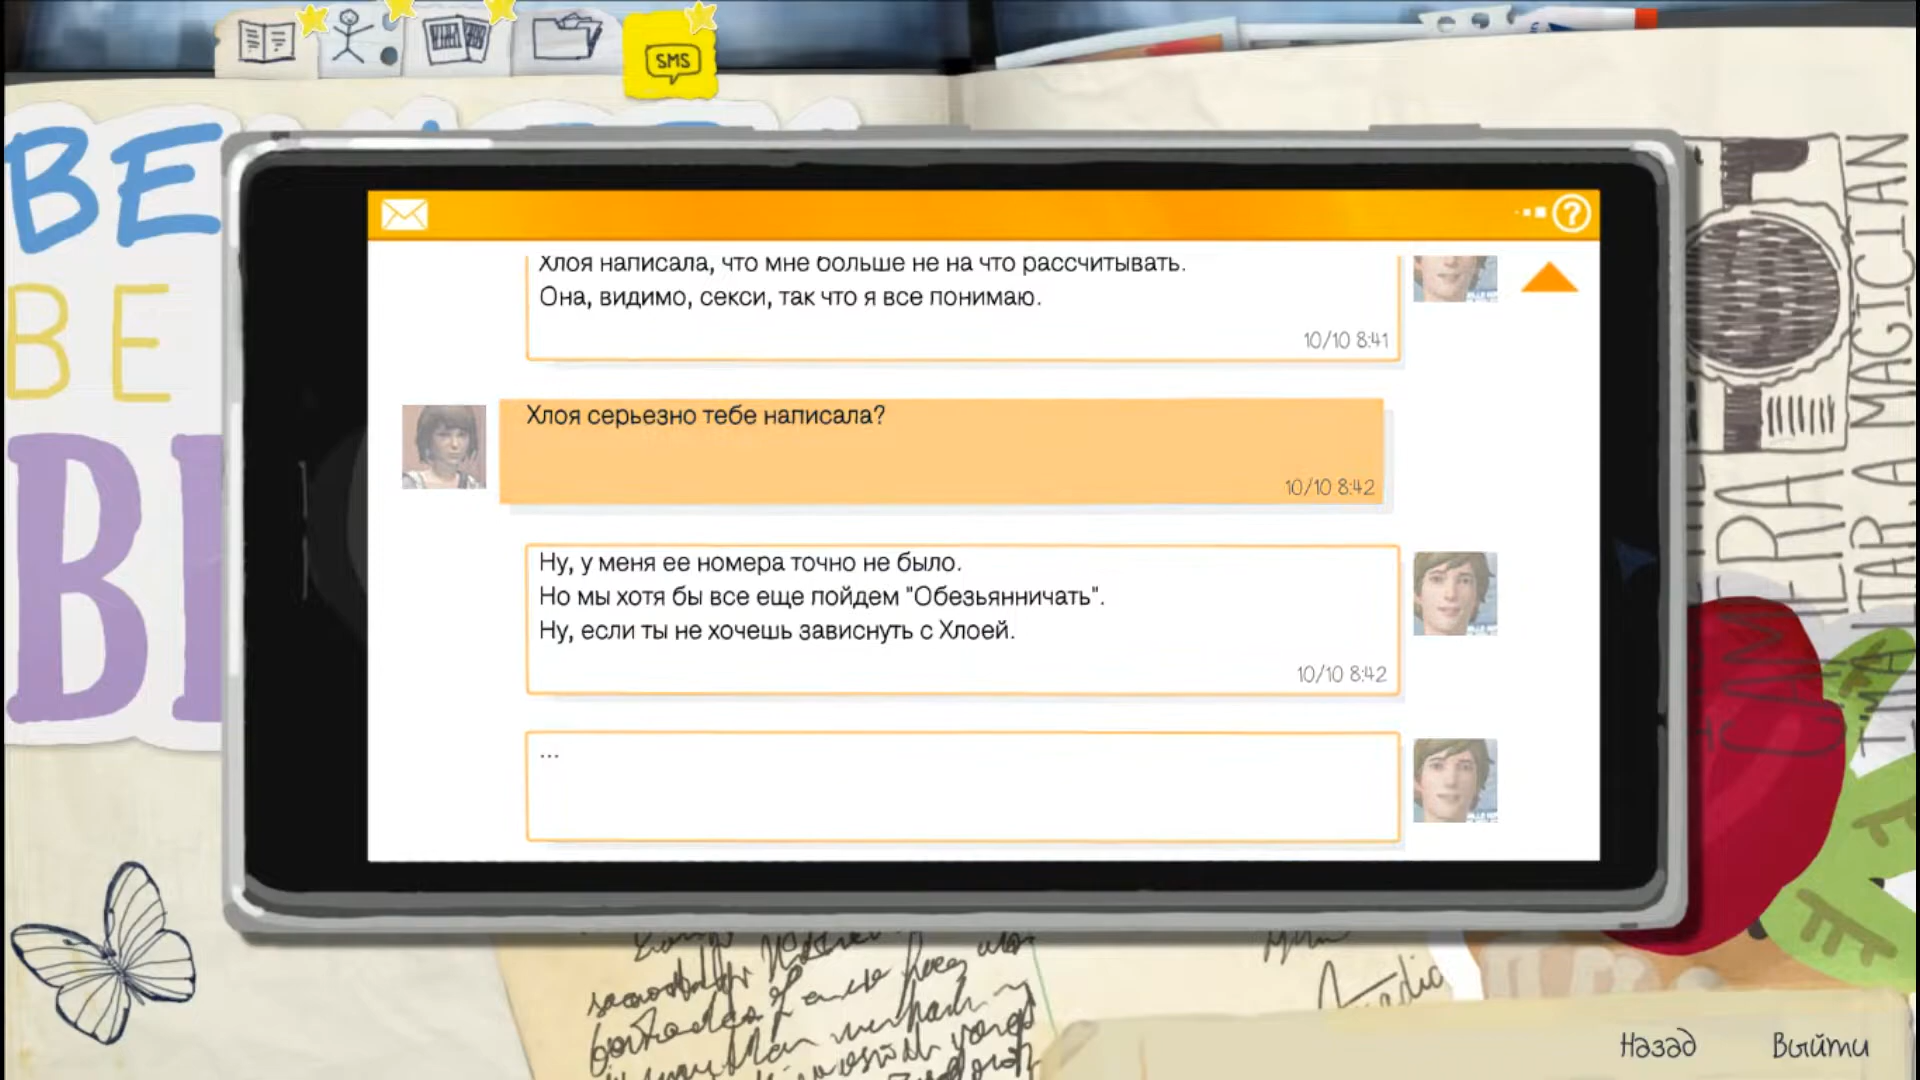 SMS
BE
BE
Хлоя написала, что мне больше не на что рассчитывать.
Она, видимо, секси, так что я все понимаю.
10/10 8:41
Хлоя серьезно тебе написала?
10/10 8:42
Ну, у меня ее номера точно не было.
Но мы хотя бы все еще пойдем "Обезьянничать".
Ну, если ты не хочешь зависнуть с Хлоей.
10/10 8:42
...
CAMERA
MAGICIAN
Назад
Выйти